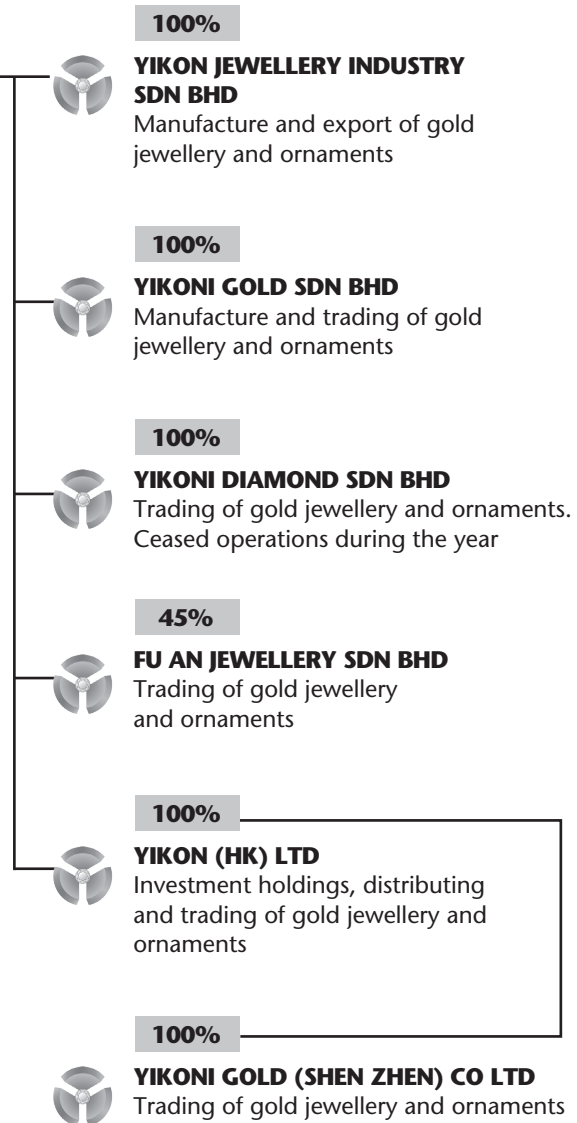 100%
YIKON JEWELLERY INDUSTRY
SDN BHD
Manufacture and export of gold
jewellery and ornaments
100%
YIKONI GOLD SDN BHD
Manufacture and trading of gold
jewellery and ornaments
100%
YIKONI DIAMOND SDN BHD
Trading of gold jewellery and ornaments.
Ceased operations during the year
45%
FU AN JEWELLERY SDN BHD
Trading of gold jewellery
and ornaments
100%
YIKON (HK) LTD
Investment holdings, distributing
and trading of gold jewellery and
ornaments
100%
YIKONI GOLD (SHEN ZHEN) CO LTD
Trading of gold jewellery and ornaments